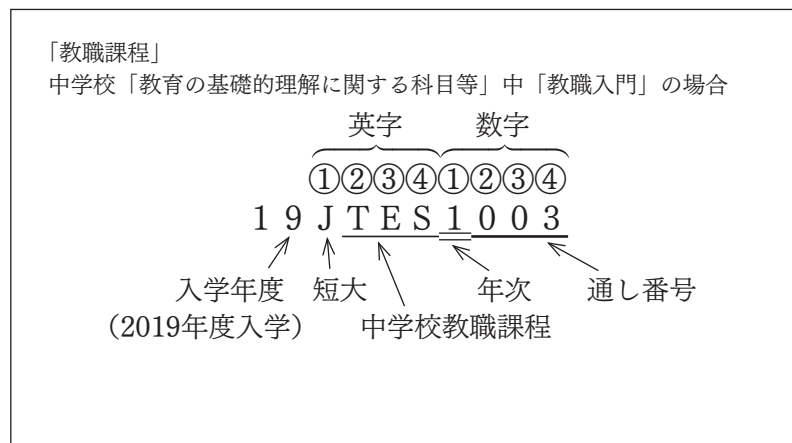 「教職課程」
中学校「教育の基礎的理解に関する科目等」中「教職入門」の場合
英字 数字
①②③④①②③④
19JTES1003
入学年度 短大 年次 通し番号
(2019年度入学) 中学校教職課程